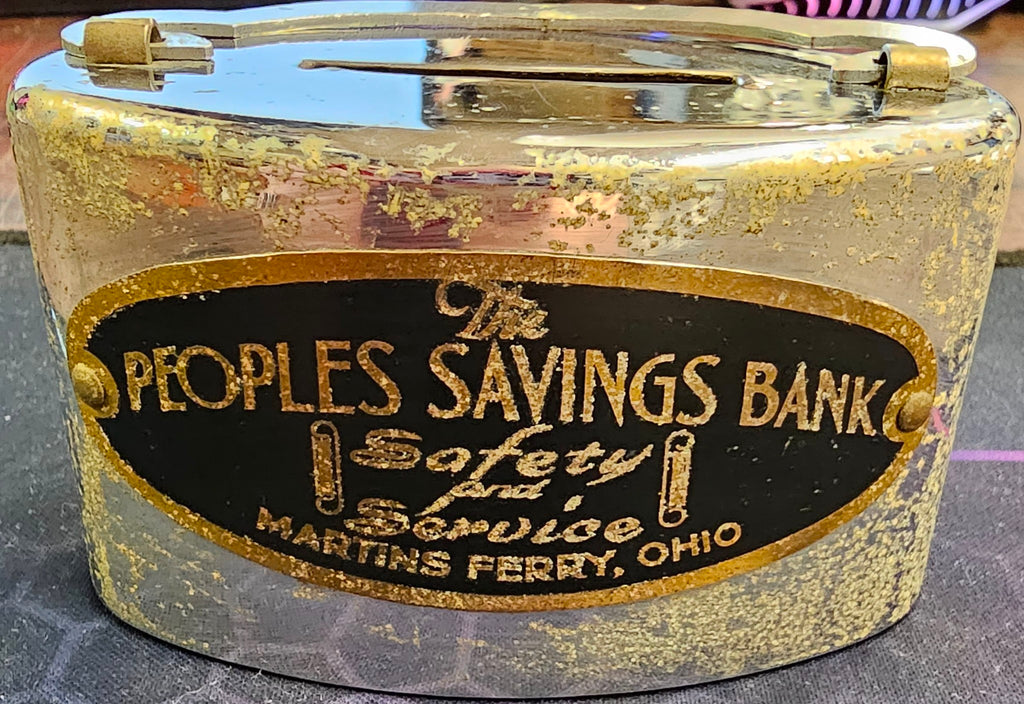 The
PEOPLES SAVINGS BANK
Safety
and
Service
MARTINS FERRY, OHIO